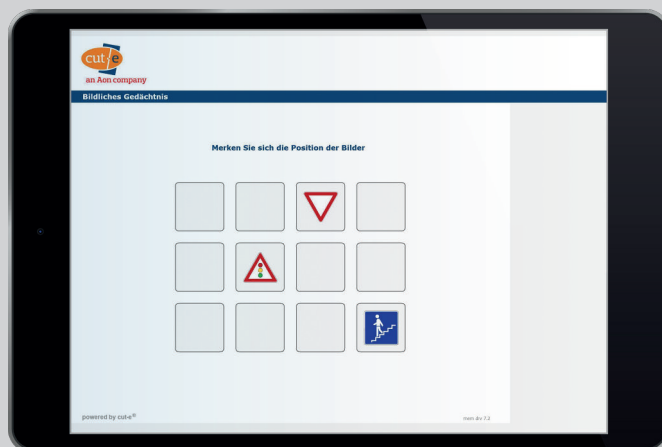 cut-e
an Aon company
Bildliches Gedächtnis
Merken Sie sich die Position der Bilder
powered by cut-e®